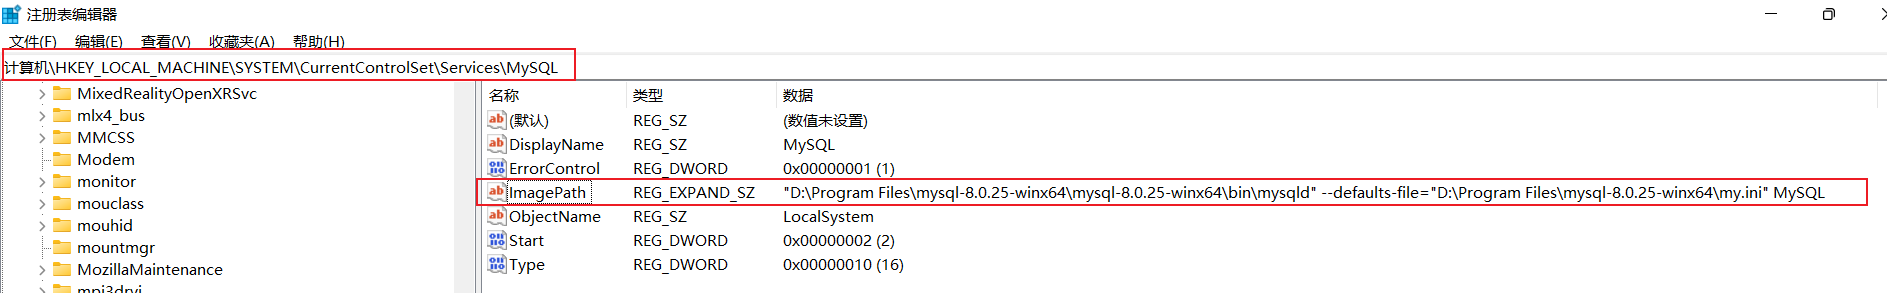 注册表编辑器
文件(F) 编辑(E) 查看(V) 收藏夹(A) 帮助(H)
计算机\HKEY_LOCAL_MACHINE\SYSTEM\CurrentControlSet\Services\MySQL
MixedRealityOpenXRSvc
mlx4_bus
MMCSS
Modem
monitor
mouclass
mouhid
mountmgr
MozillaMaintenance
名称 类型 数据
ab (默认) REG_SZ (数值未设置)
ab DisplayName REG_SZ MySQL
ErrorControl REG_DWORD 0x00000001 (1)
ab ImagePath REG_EXPAND_SZ "D:\Program Files\mysql-8.0.25-winx64\mysql-8.0.25-winx64\bin\mysqld" --defaults-file="D:\Program Files\mysql-8.0.25-winx64\my.ini" MySQL
ab ObjectName REG_SZ LocalSystem
Start REG_DWORD 0x00000002 (2)
Type REG_DWORD 0x00000010 (16)